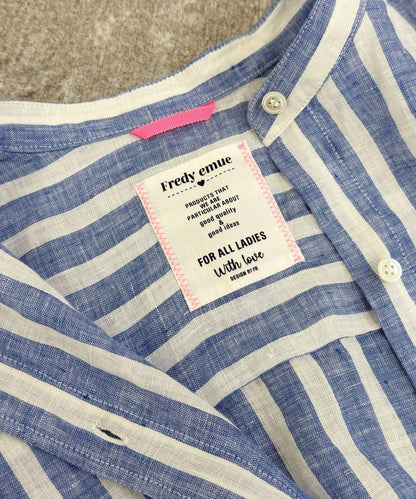 Fredy emue
PRODUCTS THAT
WE ARE
PARTICULAR ABOUT
good quality
&
good ideas
FOR ALL LADIES
With love
DESIGN BY FR